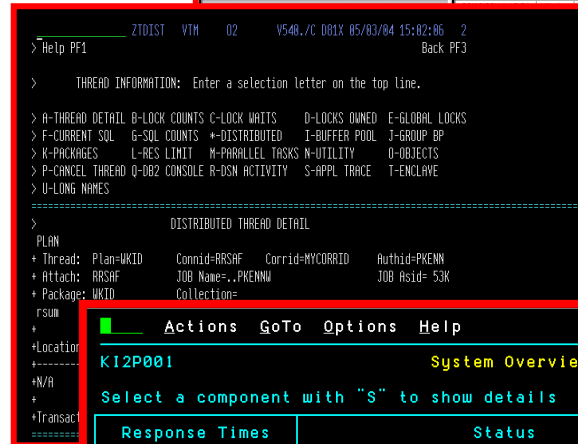 ZTDIST VTM O2 V540./C D81X 05/03/04 15:02:06 2
> Help PF1 Back PF3
> THREAD INFORMATION: Enter a selection letter on the top line.
> A-THREAD DETAIL B-LOCK COUNTS C-LOCK WAITS D-LOCKS OWNED E-GLOBAL LOCKS
> F-CURRENT SQL G-SQL COUNTS *-DISTRIBUTED I-BUFFER POOL J-GROUP BP
> K-PACKAGES L-RES LIMIT M-PARALLEL TASKS N-UTILITY O-OBJECTS
> P-CANCEL THREAD Q-DB2 CONSOLE R-DSN ACTIVITY S-APPL TRACE T-ENCLAVE
> U-LONG NAMES
===============================================================================
> DISTRIBUTED THREAD DETAIL
PLAN
+ Thread: Plan=WKID Connid=RRSAF Corrid=MYCORRID Authid=PKENN
+ Attach: RRSAF JOB Name=..PKENNW JOB Asid= 53K
+ Package: WKID Collection=
rsum
+
+Location
+--------
+N/A
+
+Transact
=========
Actions GoTo Options Help
KI2P001 System Overvie
Select a component with "S" to show details
Response Times Status